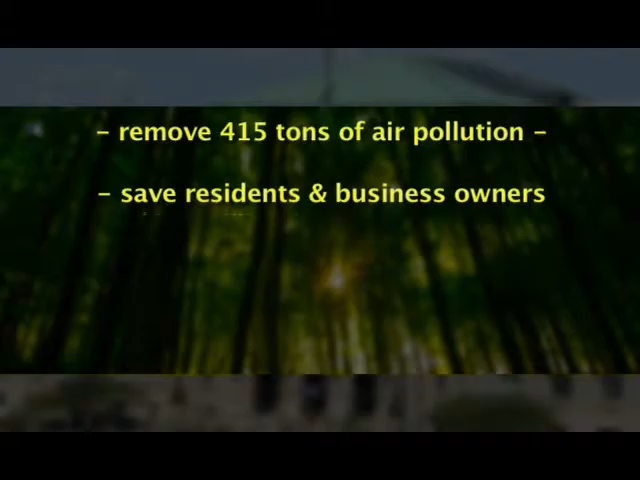 - remove 415 tons of air pollution -
- save residents & business owners